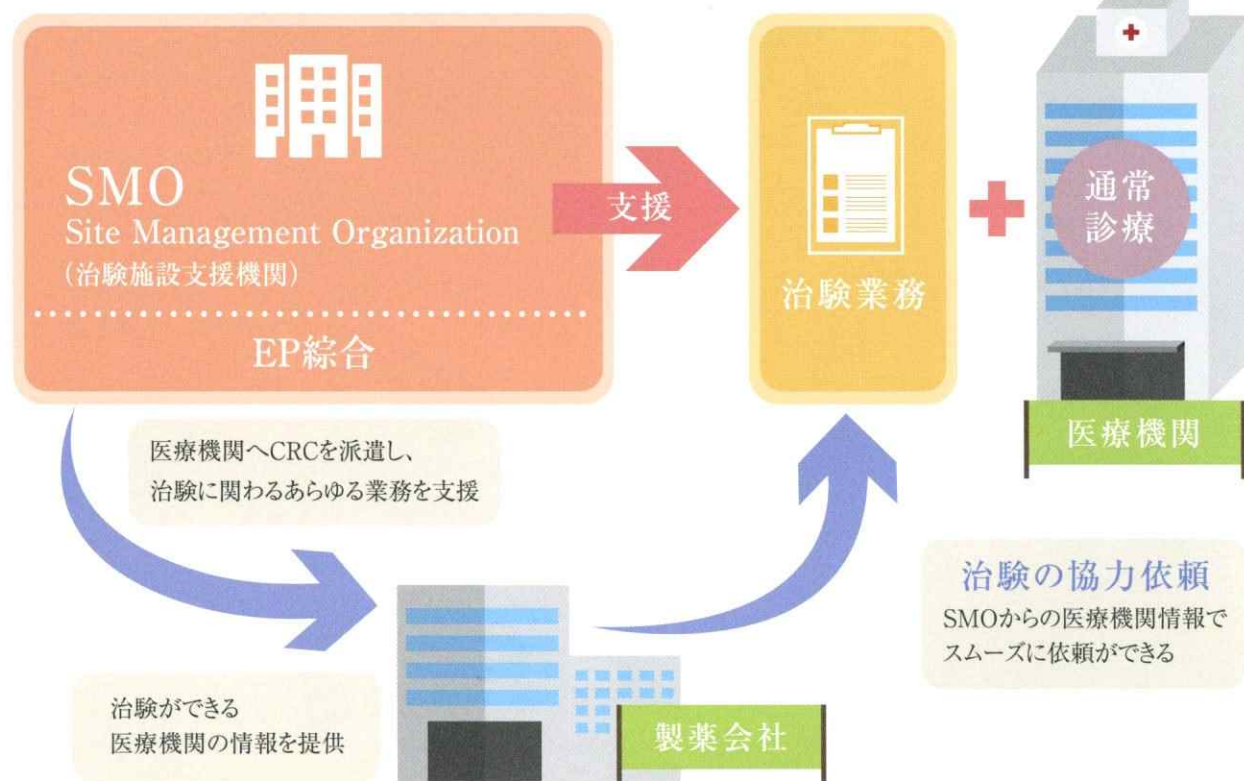 SMO
Site Management Organization
（治験施設支援機関）
EP綜合
支援
治験業務
通常
診療
医療機関
医療機関へCRCを派遣し、
治験に関わるあらゆる業務を支援
治験の協力依頼
SMOからの医療機関情報で
スムーズに依頼ができる
治験ができる
医療機関の情報を提供
製薬会社